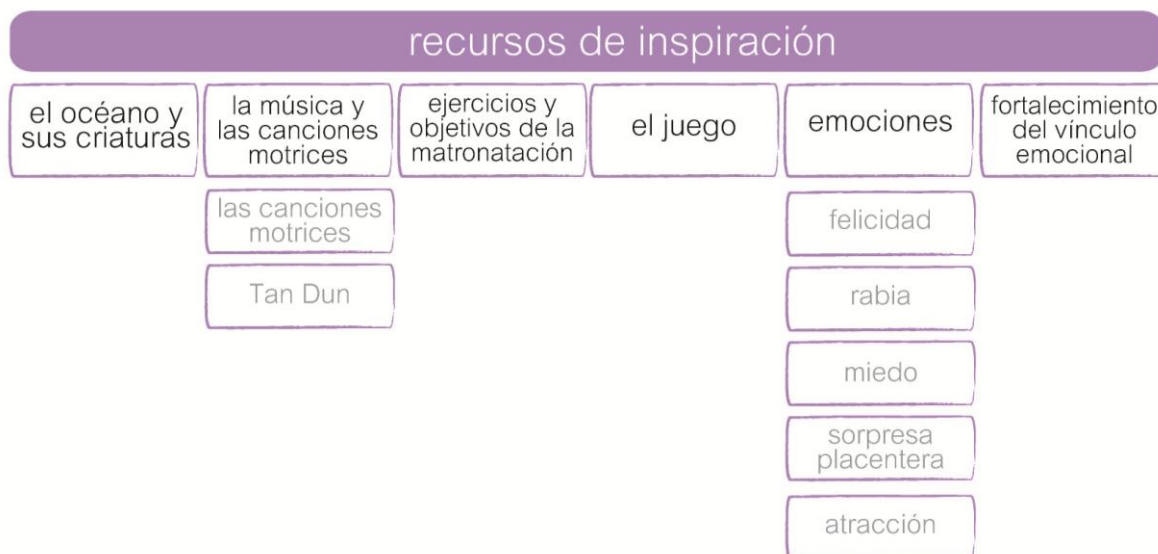 recursos de inspiración
el océano y
sus criaturas
la música y
las canciones
motrices
ejercicios y
objetivos de la
matronatación
el juego
emociones
fortalecimiento
del vínculo
emocional
las canciones
motrices
Tan Dun
felicidad
rabia
miedo
sorpresa
placentera
atracción